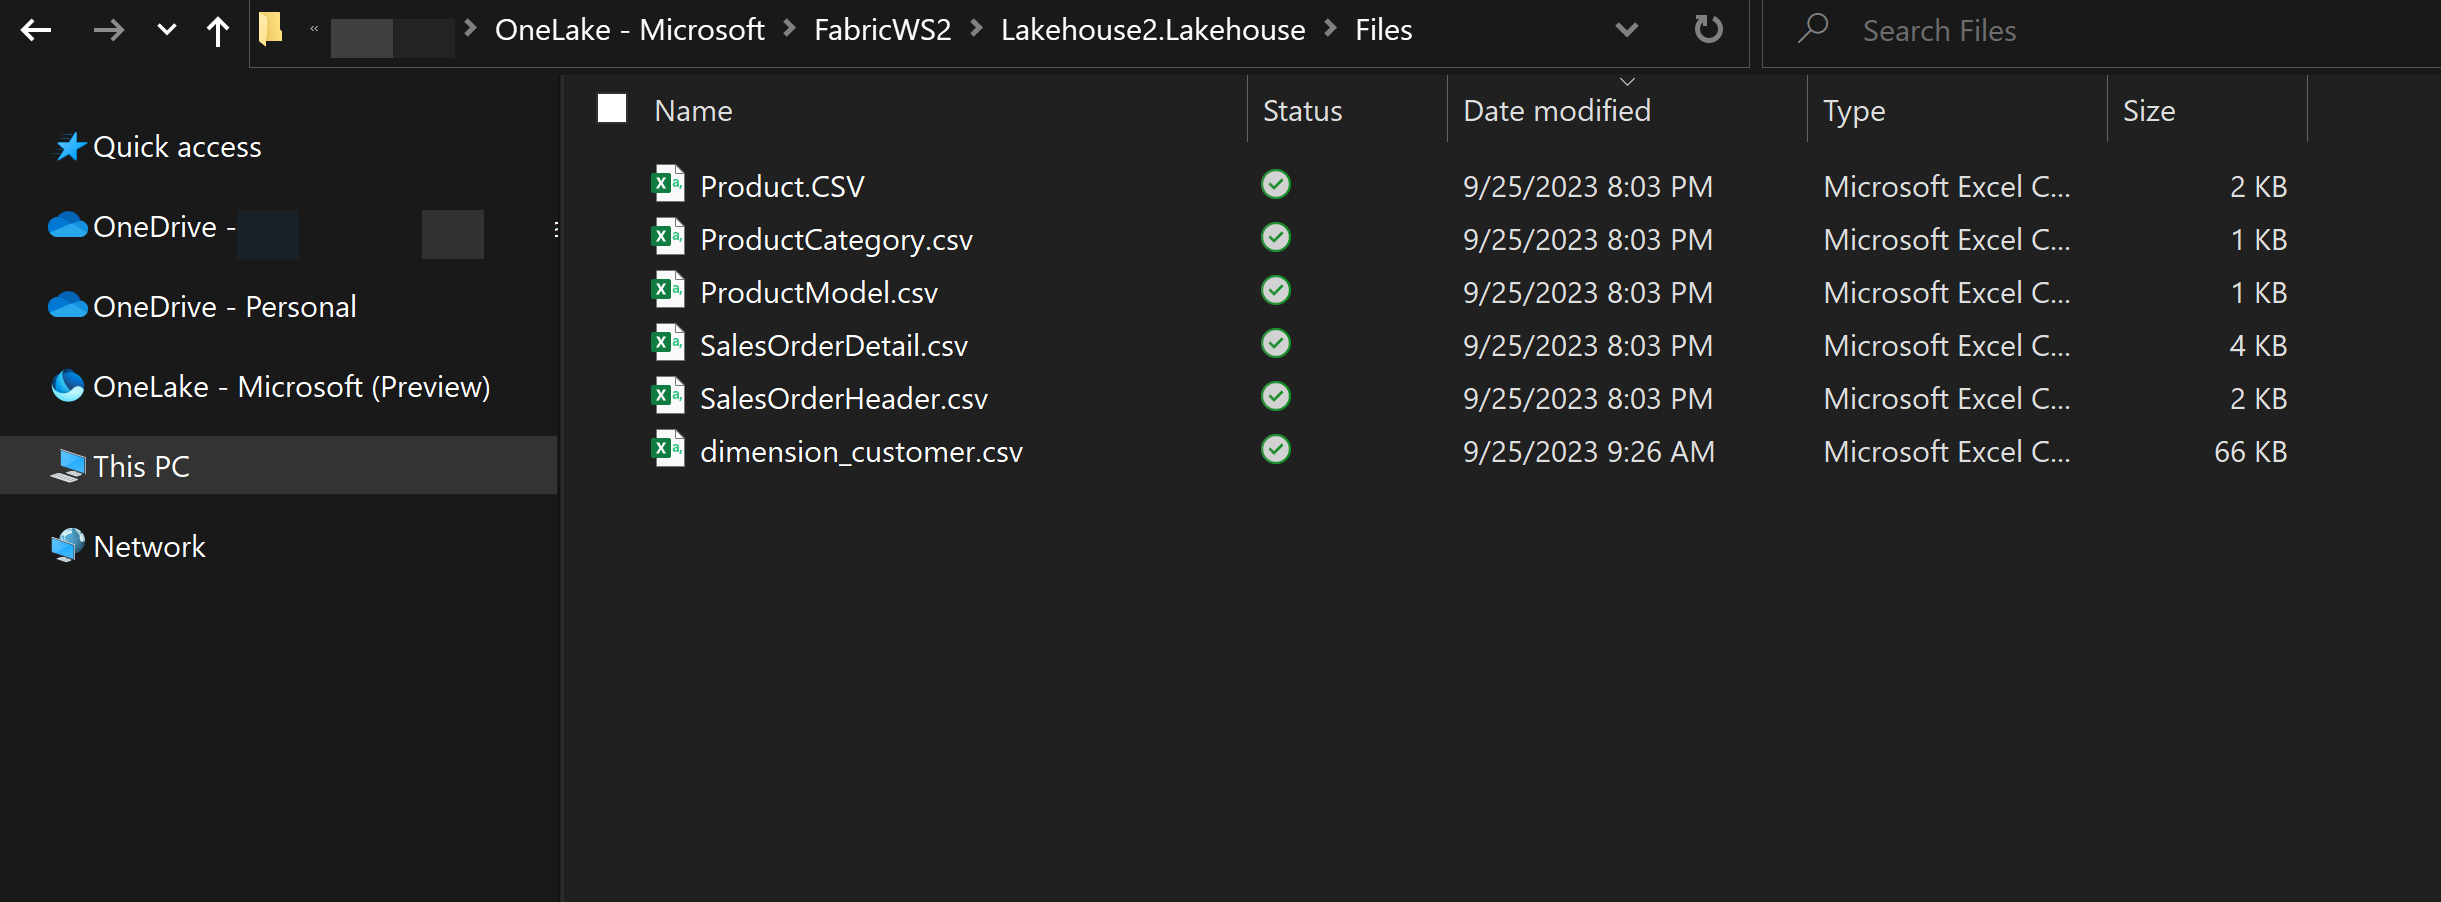 « OneLake - Microsoft > FabricWS2 > Lakehouse2.Lakehouse > Files Search Files
Name Status Date modified Type Size
Quick access
OneDrive -
OneDrive - Personal
OneLake - Microsoft (Preview)
This PC
Network
Product.CSV 9/25/2023 8:03 PM Microsoft Excel C... 2 KB
ProductCategory.csv 9/25/2023 8:03 PM Microsoft Excel C... 1 KB
ProductModel.csv 9/25/2023 8:03 PM Microsoft Excel C... 1 KB
SalesOrderDetail.csv 9/25/2023 8:03 PM Microsoft Excel C... 4 KB
SalesOrderHeader.csv 9/25/2023 8:03 PM Microsoft Excel C... 2 KB
dimension_customer.csv 9/25/2023 9:26 AM Microsoft Excel C... 66 KB